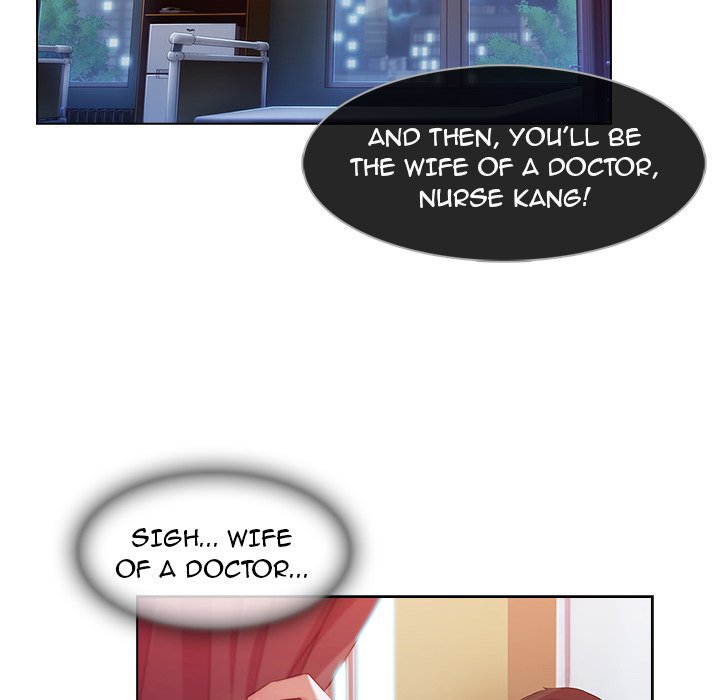 AND THEN, YOU'LL BE
THE WIFE OF A DOCTOR,
NURSE KANG!
SIGH... WIFE
OF A DOCTOR...